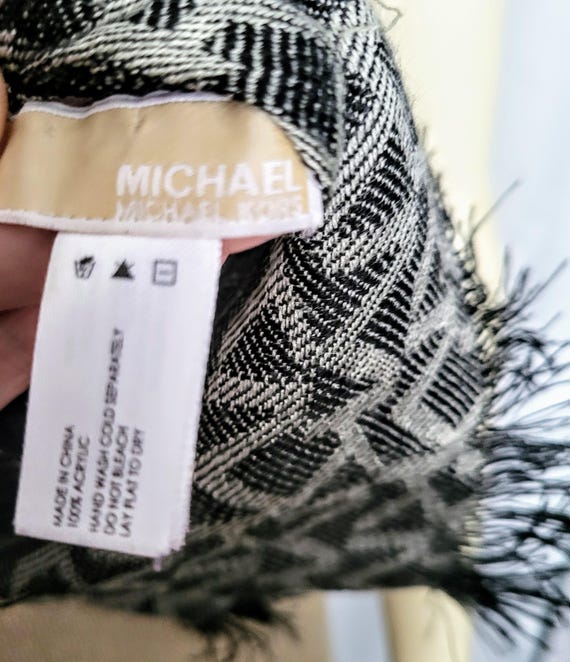 MICHAEL
MICHAEL KORS
MADE IN CHINA
100% ACRYLIC
HAND WASH COLD SEPARATELY
DO NOT BLEACH
LAY FLAT TO DRY